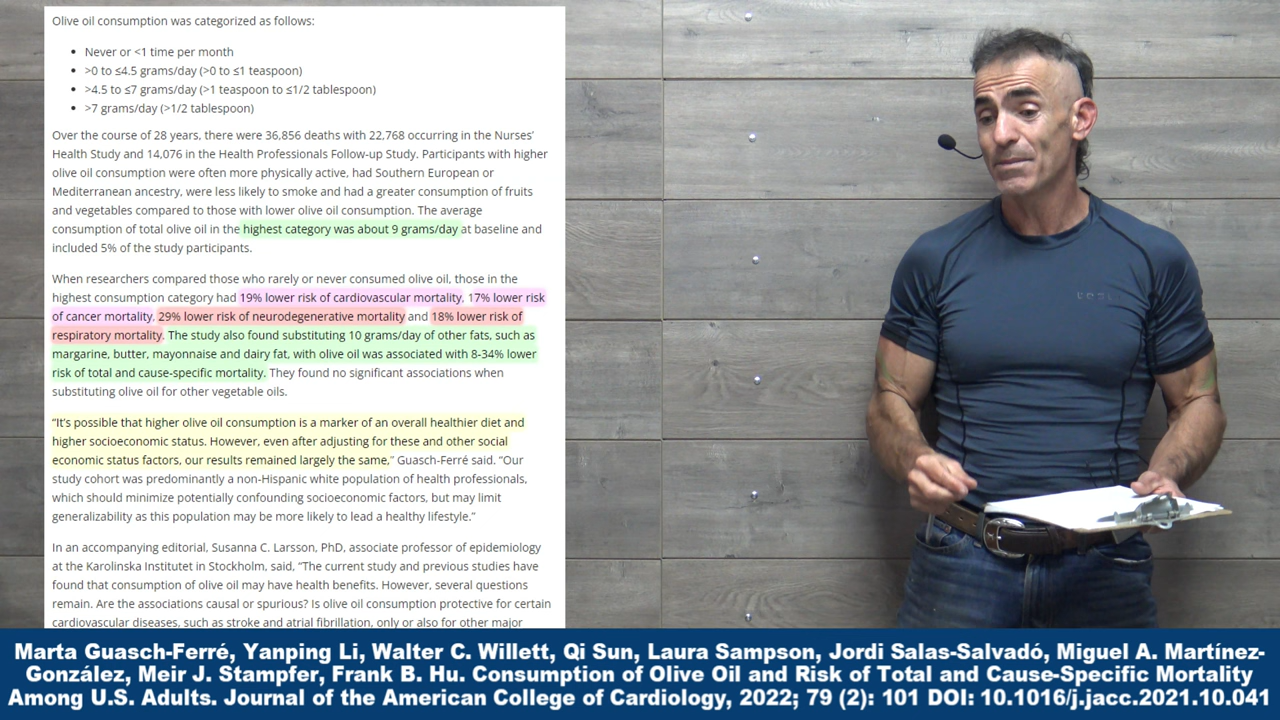 Olive oil consumption was categorized as follows:
• Never or <1 time per month
• >0 to ≤4.5 grams/day (>0 to ≤1 teaspoon)
• >4.5 to ≤7 grams/day (>1 teaspoon to ≤1/2 tablespoon)
• >7 grams/day (>1/2 tablespoon)
Over the course of 28 years, there were 36,856 deaths with 22,768 occurring in the Nurses’
Health Study and 14,076 in the Health Professionals Follow-up Study. Participants with higher
olive oil consumption were often more physically active, had Southern European or
Mediterranean ancestry, were less likely to smoke and had a greater consumption of fruits
and vegetables compared to those with lower olive oil consumption. The average
consumption of total olive oil in the highest category was about 9 grams/day at baseline and
included 5% of the study participants.
When researchers compared those who rarely or never consumed olive oil, those in the
highest consumption category had 19% lower risk of cardiovascular mortality, 17% lower risk
of cancer mortality, 29% lower risk of neurodegenerative mortality and 18% lower risk of
respiratory mortality. The study also found substituting 10 grams/day of other fats, such as
margarine, butter, mayonnaise and dairy fat, with olive oil was associated with 8-34% lower
risk of total and cause-specific mortality. They found no significant associations when
substituting olive oil for other vegetable oils.
“It’s possible that higher olive oil consumption is a marker of an overall healthier diet and
higher socioeconomic status. However, even after adjusting for these and other social
economic status factors, our results remained largely the same,” Guasch-Ferré said. “Our
study cohort was predominantly a non-Hispanic white population of health professionals,
which should minimize potentially confounding socioeconomic factors, but may limit
generalizability as this population may be more likely to lead a healthy lifestyle.”
In an accompanying editorial, Susanna C. Larsson, PhD, associate professor of epidemiology
at the Karolinska Institutet in Stockholm, said, “The current study and previous studies have
found that consumption of olive oil may have health benefits. However, several questions
remain. Are the associations causal or spurious? Is olive oil consumption protective for certain
cardiovascular diseases, such as stroke and atrial fibrillation, only or also for other major
Marta Guasch-Ferré, Yanping Li, Walter C. Willett, Qi Sun, Laura Sampson, Jordi Salas-Salvadó, Miguel A. Martínez-
González, Meir J. Stampfer, Frank B. Hu. Consumption of Olive Oil and Risk of Total and Cause-Specific Mortality
Among U.S. Adults. Journal of the American College of Cardiology, 2022; 79 (2): 101 DOI: 10.1016/j.jacc.2021.10.041